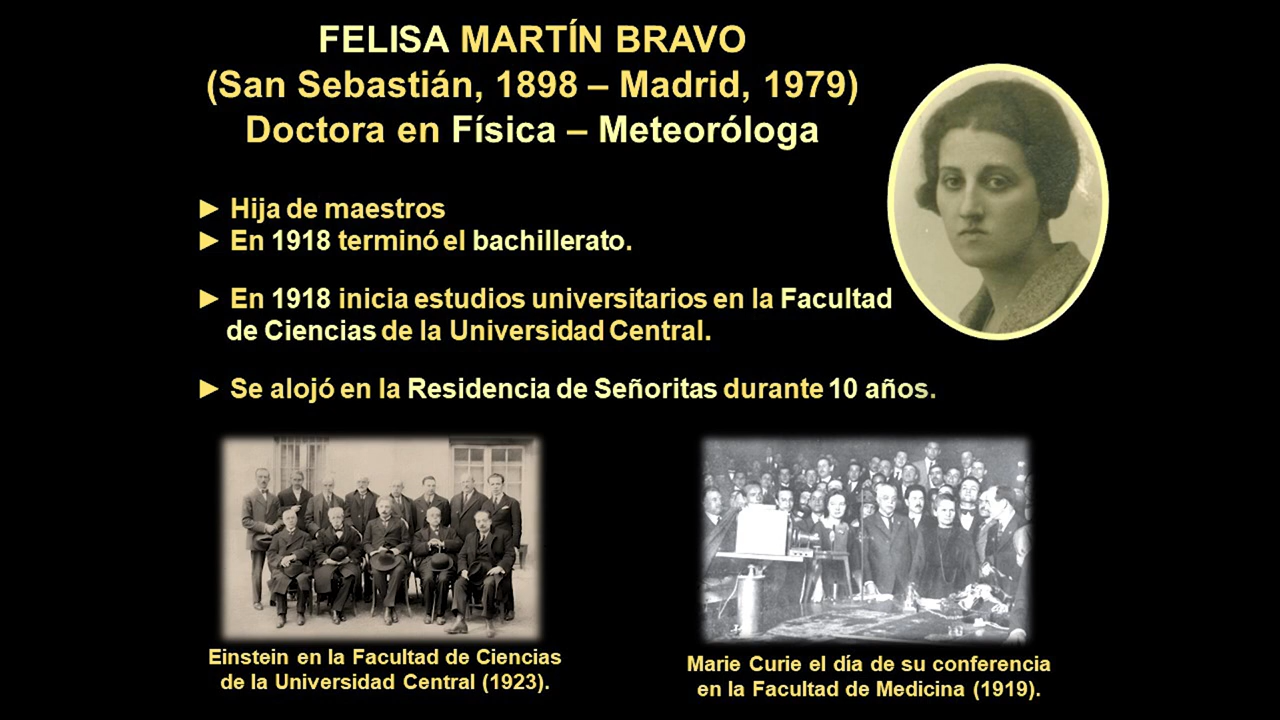 FELISA MARTÍN BRAVO
(San Sebastián, 1898 – Madrid, 1979)
Doctora en Física – Meteoróloga
► Hija de maestros
► En 1918 terminó el bachillerato.
► En 1918 inicia estudios universitarios en la Facultad
de Ciencias de la Universidad Central.
► Se alojó en la Residencia de Señoritas durante 10 años.
Einstein en la Facultad de Ciencias
de la Universidad Central (1923).
Marie Curie el día de su conferencia
en la Facultad de Medicina (1919).